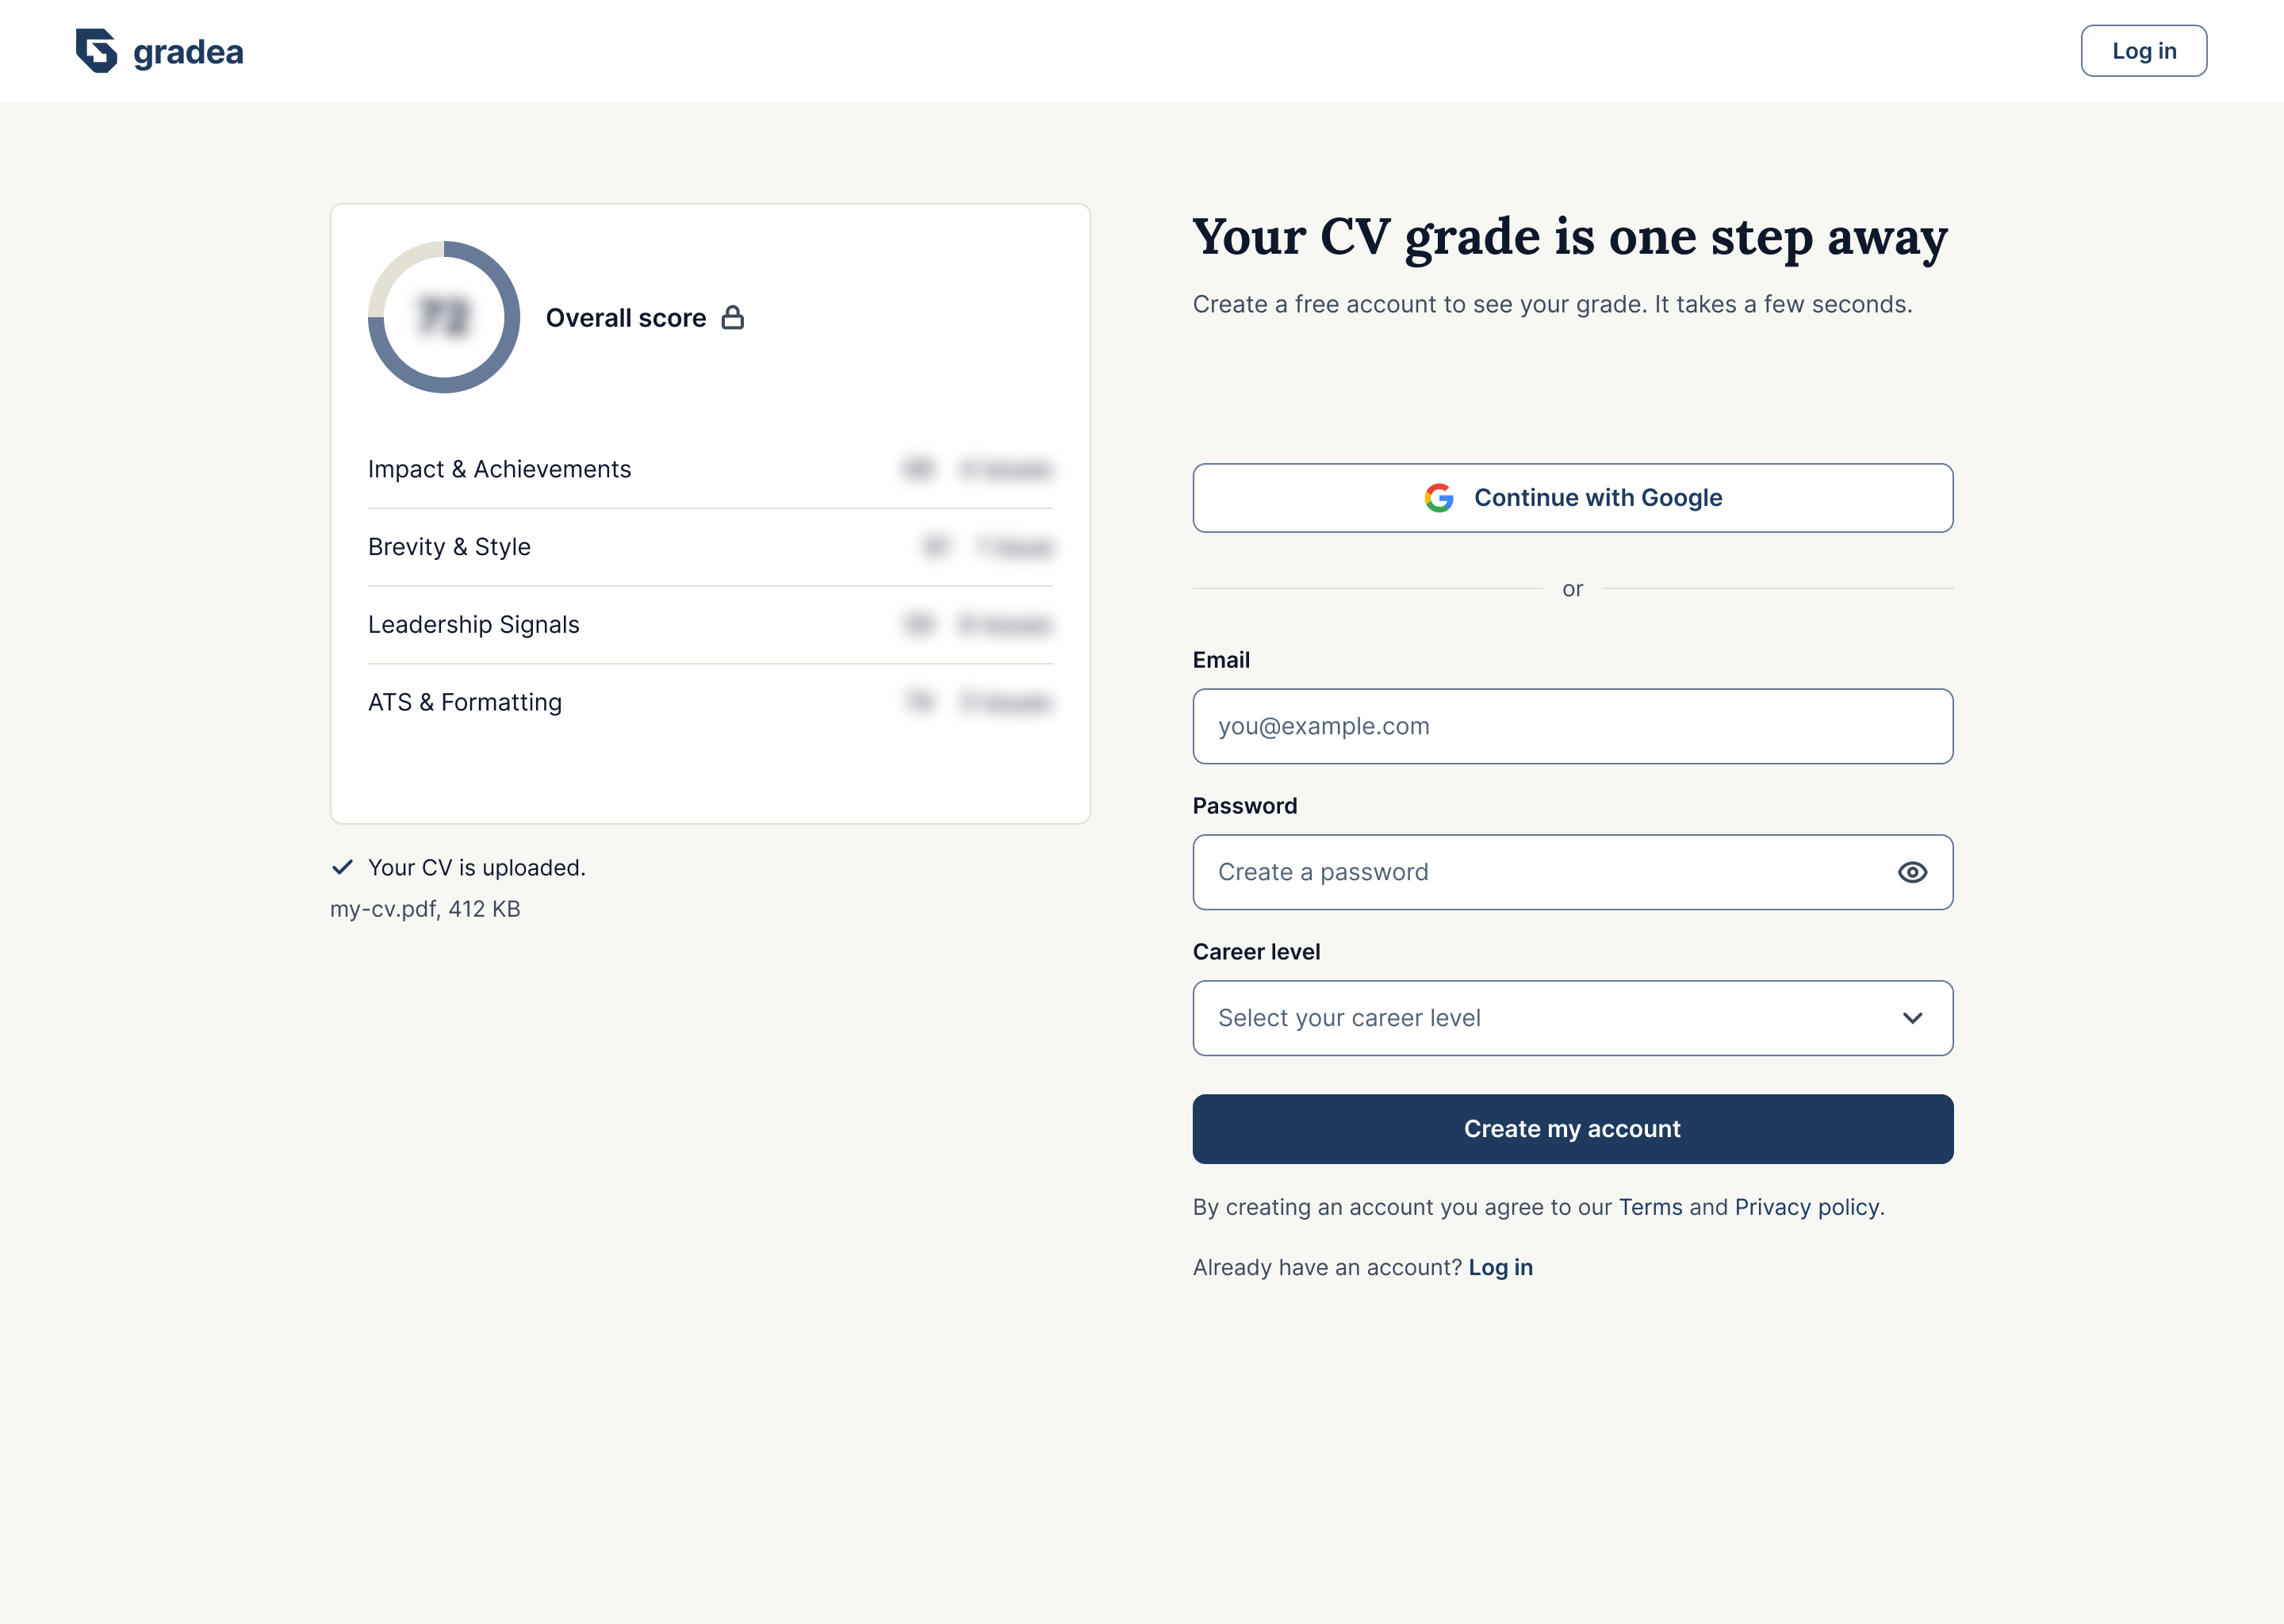 gradea
Log in
72
Overall score
Impact & Achievements
Brevity & Style
Leadership Signals
ATS & Formatting
Your CV is uploaded.
my-cv.pdf, 412 KB
Your CV grade is one step away
Create a free account to see your grade. It takes a few seconds.
Continue with Google
or
Email
you@example.com
Password
Create a password
Career level
Select your career level
Create my account
By creating an account you agree to our Terms and Privacy policy.
Already have an account? Log in